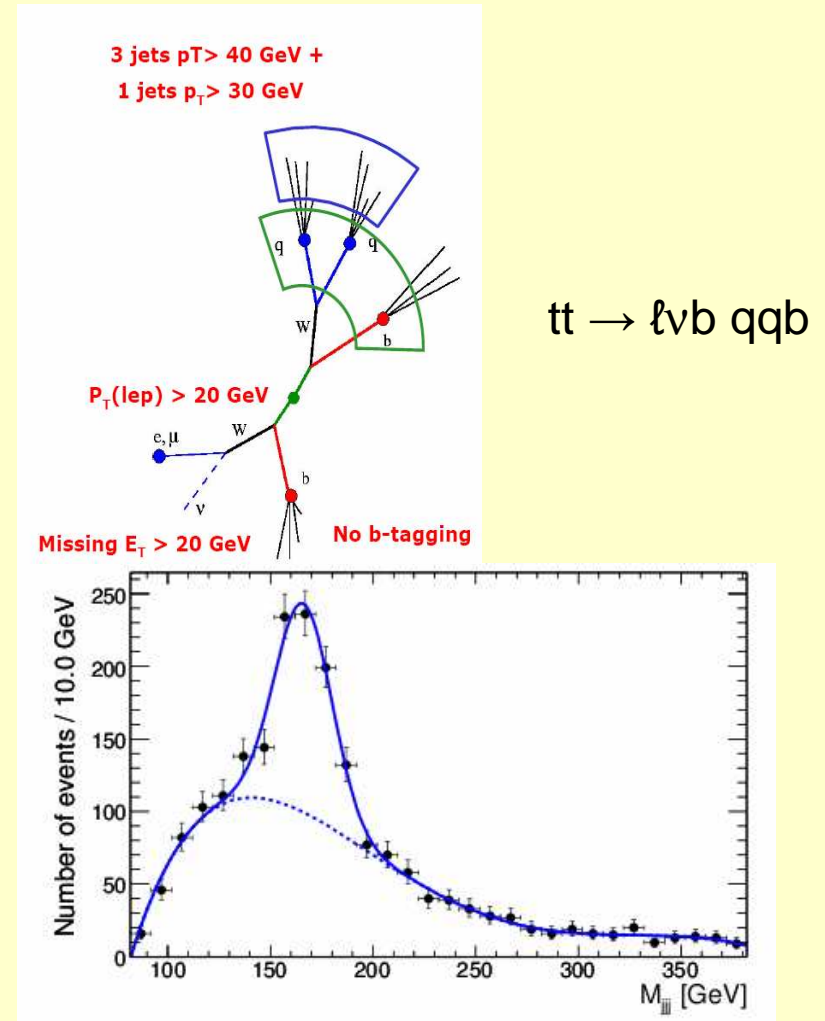 3 jets pT> 40 GeV +
1 jets pT> 30 GeV
q
q
W
b
tt → ℓνb qqb
PT(lep) > 20 GeV
e, μ
W
b
ν
Missing ET > 20 GeV
No b-tagging
Number of events / 10.0 GeV
250
200
150
100
50
0
100 150 200 250 300 350
Mjjj [GeV]